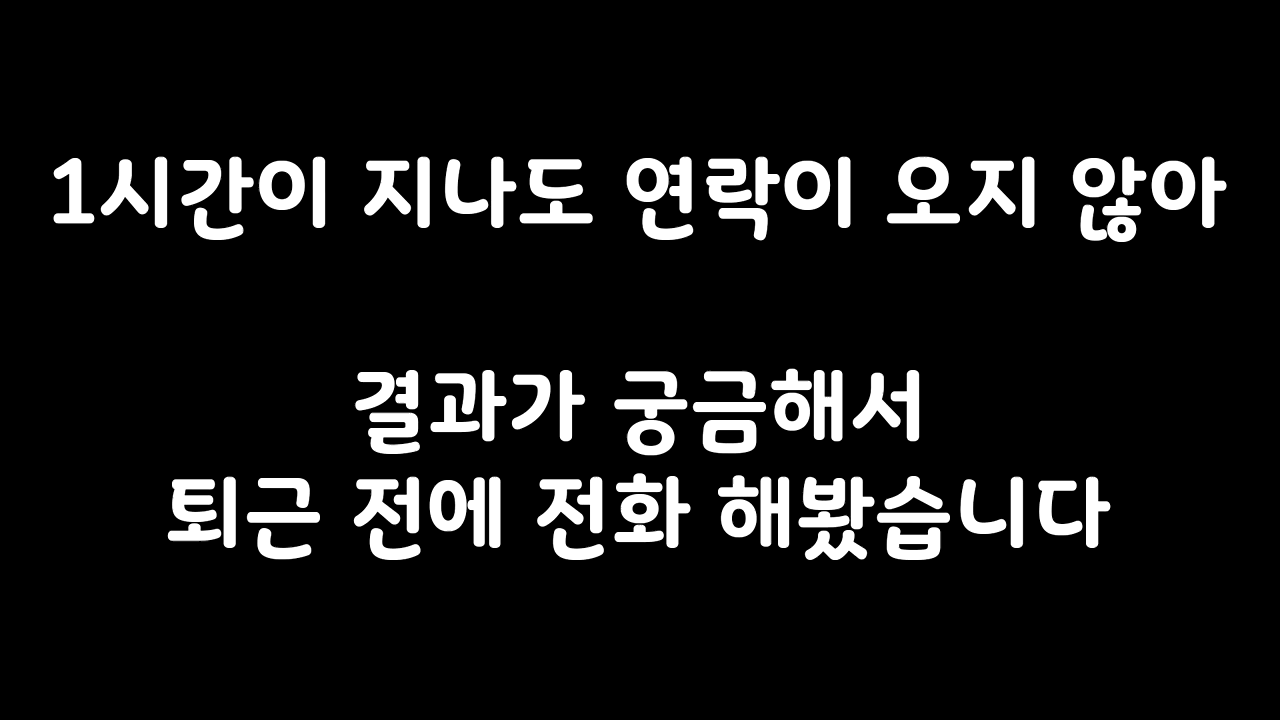 1시간이 지나도 연락이 오지 않아
결과가 궁금해서
퇴근 전에 전화 해봤습니다